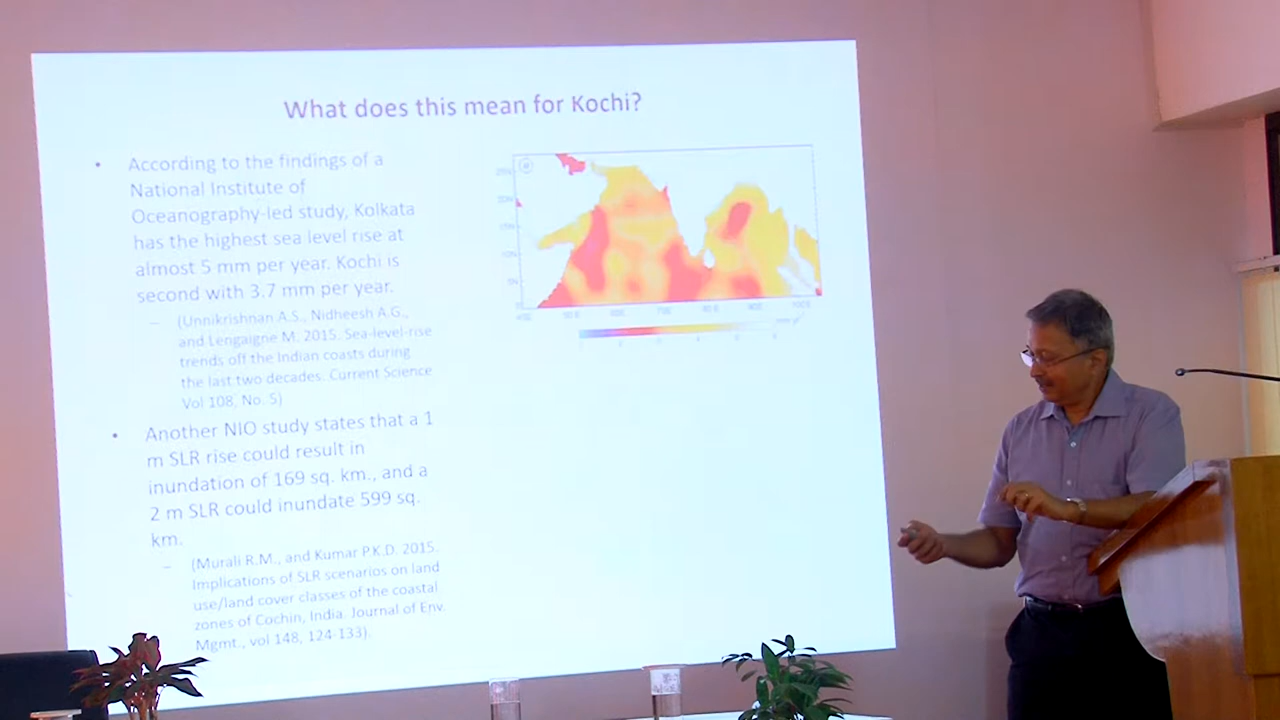 What does this mean for Kochi?
• According to the findings of a
National Institute of
Oceanography-led study, Kolkata
has the highest sea level rise at
almost 5 mm per year. Kochi is
second with 3.7 mm per year.
– (Unnikrishnan A.S., Nidheesh A.G.,
and Lengaigne M. 2015. Sea-level-rise
trends off the Indian coasts during
the last two decades. Current Science
Vol 108, No. 5)
• Another NIO study states that a 1
m SLR rise could result in
inundation of 169 sq. km., and a
2 m SLR could inundate 599 sq.
km.
– (Murali R.M., and Kumar P.K.D. 2015.
Implications of SLR scenarios on land
use/land cover classes of the coastal
zones of Cochin, India. Journal of Env.
Mgmt., vol 148, 124-133).
20N
15N
10N
5N